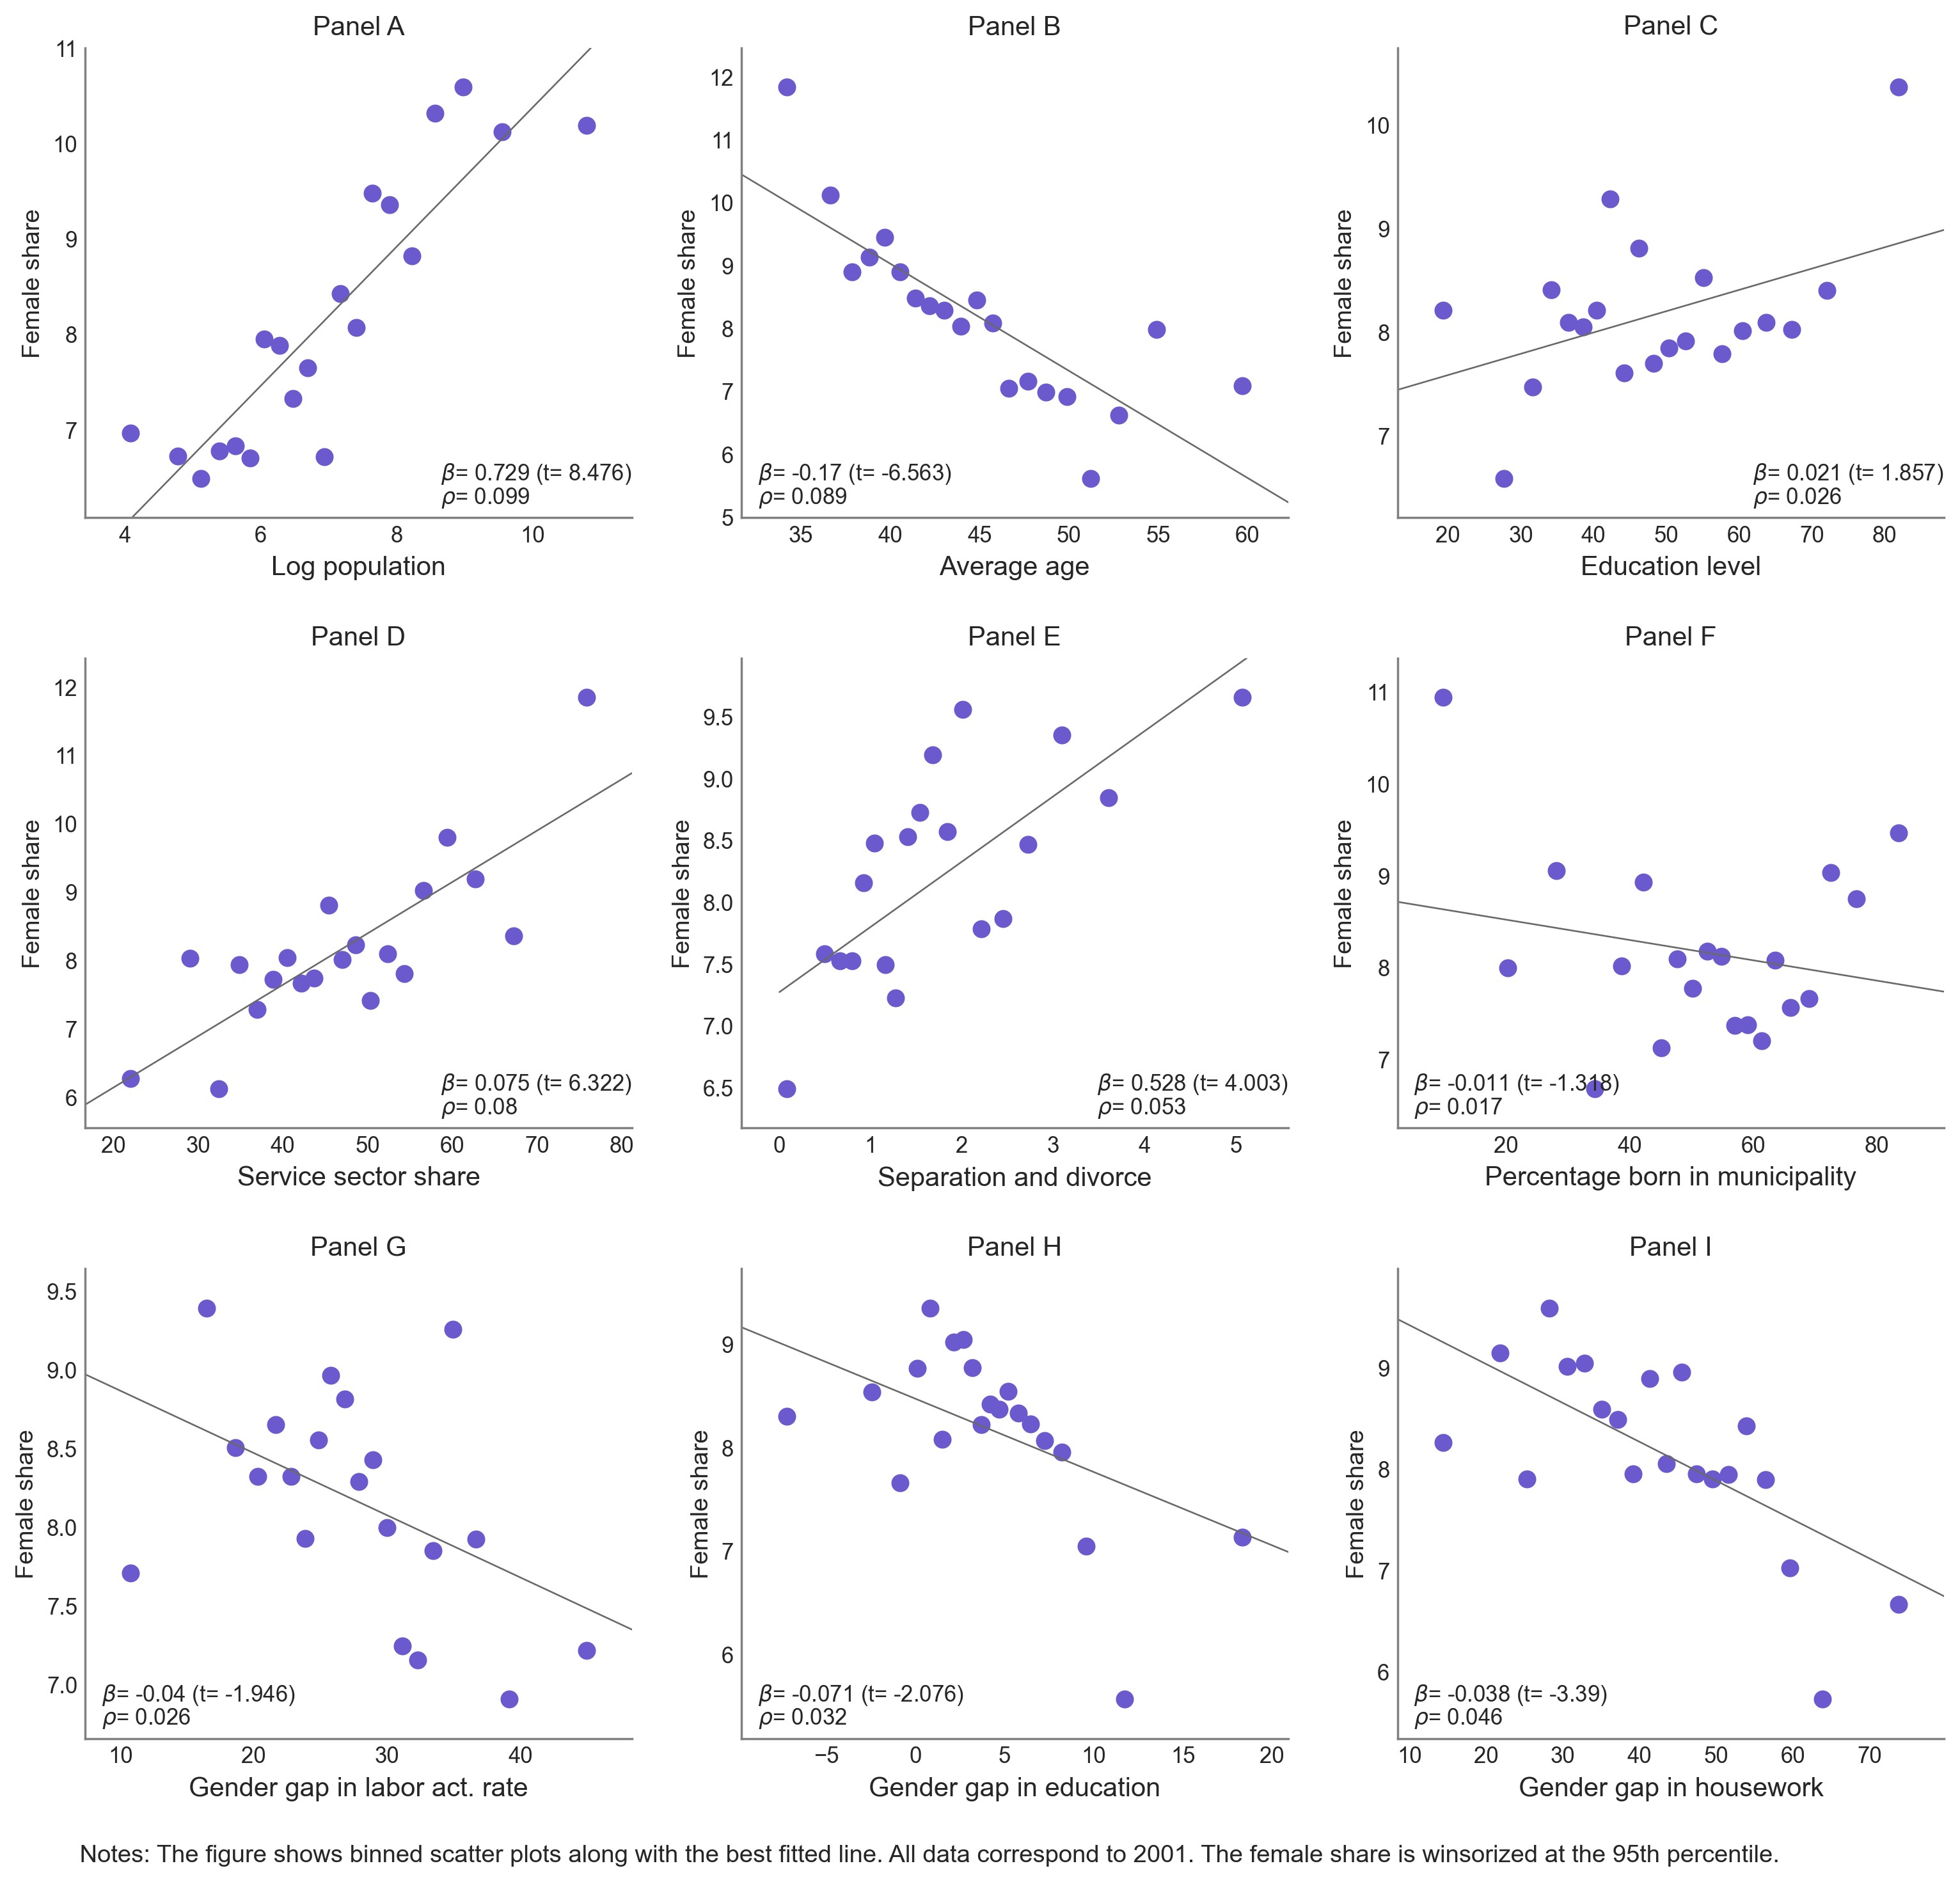 Panel A
11
10
9
8
7
Female share
β= 0.729 (t= 8.476)
ρ= 0.099
4 6 8 10
Log population
Panel B
12
11
10
9
8
7
6
5
Female share
β= -0.17 (t= -6.563)
ρ= 0.089
35 40 45 50 55 60
Average age
Panel C
10
9
8
7
Female share
β= 0.021 (t= 1.857)
ρ= 0.026
20 30 40 50 60 70 80
Education level
Panel D
12
11
10
9
8
7
6
Female share
β= 0.075 (t= 6.322)
ρ= 0.08
20 30 40 50 60 70 80
Service sector share
Panel E
9.5
9.0
8.5
8.0
7.5
7.0
6.5
Female share
β= 0.528 (t= 4.003)
ρ= 0.053
0 1 2 3 4 5
Separation and divorce
Panel F
11
10
9
8
7
Female share
β= -0.011 (t= -1.318)
ρ= 0.017
20 40 60 80
Percentage born in municipality
Panel G
9.5
9.0
8.5
8.0
7.5
7.0
Female share
β= -0.04 (t= -1.946)
ρ= 0.026
10 20 30 40
Gender gap in labor act. rate
Panel H
9
8
7
6
Female share
β= -0.071 (t= -2.076)
ρ= 0.032
−5 0 5 10 15 20
Gender gap in education
Panel I
9
8
7
6
Female share
β= -0.038 (t= -3.39)
ρ= 0.046
10 20 30 40 50 60 70
Gender gap in housework
Notes: The figure shows binned scatter plots along with the best fitted line. All data correspond to 2001. The female share is winsorized at the 95th percentile.